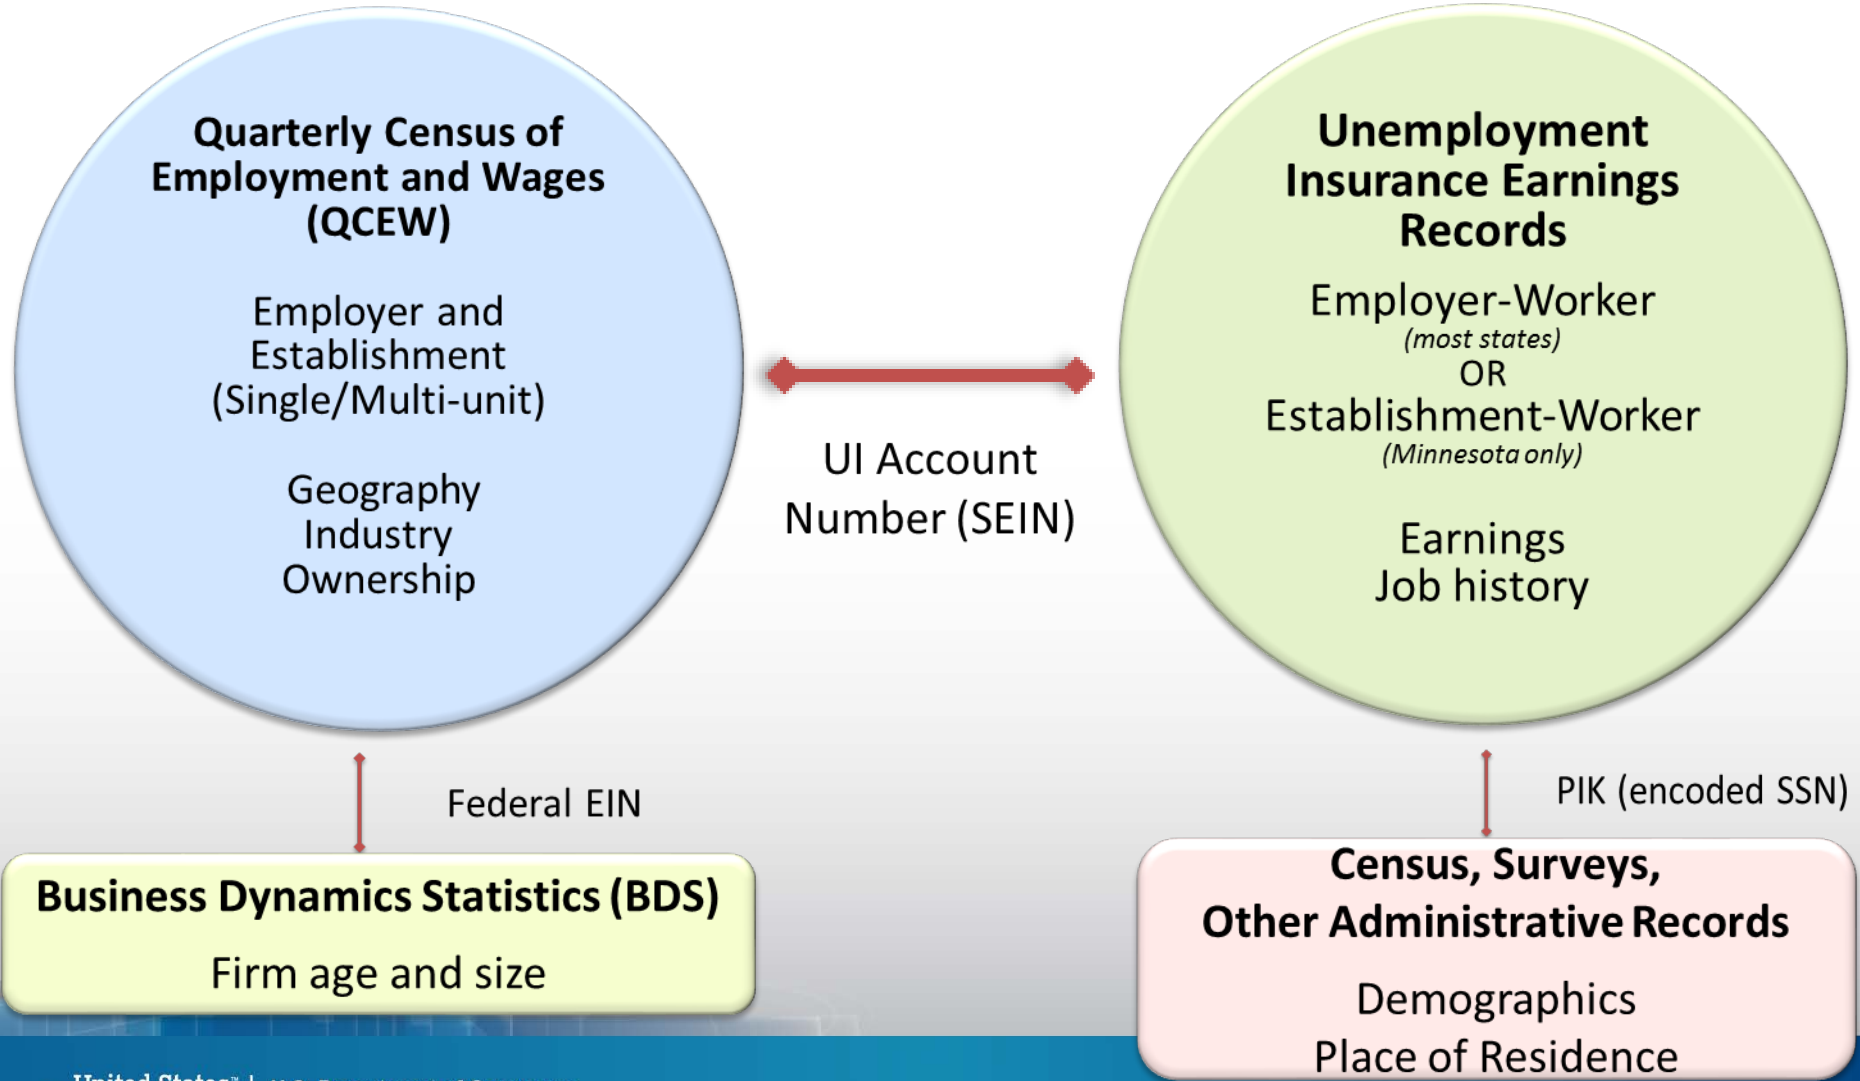 Quarterly Census of
Employment and Wages
(QCEW)
Employer and
Establishment
(Single/Multi-unit)
Geography
Industry
Ownership
UI Account
Number (SEIN)
Unemployment
Insurance Earnings
Records
Employer-Worker
(most states)
OR
Establishment-Worker
(Minnesota only)
Earnings
Job history
Federal EIN
PIK (encoded SSN)
Business Dynamics Statistics (BDS)
Firm age and size
Census, Surveys,
Other Administrative Records
Demographics
Place of Residence
United States™